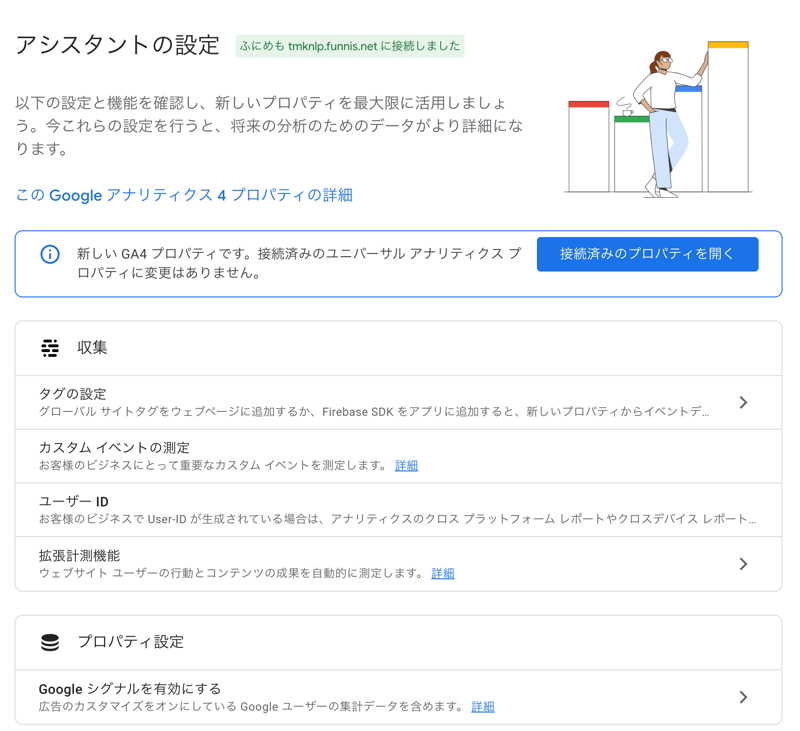 アシスタントの設定
ふにめも tmknlp.funnis.net に接続しました
以下の設定と機能を確認し、新しいプロパティを最大限に活用しましょ
う。今これらの設定を行うと、将来の分析のためのデータがより詳細にな
ります。
この Google アナリティクス 4 プロパティの詳細
新しい GA4 プロパティです。接続済みのユニバーサル アナリティクス プ
ロパティに変更はありません。
接続済みのプロパティを開く
収集
タグの設定
グローバル サイトタグをウェブページに追加するか、Firebase SDK をアプリに追加すると、新しいプロパティからイベントデ...
カスタム イベントの測定
お客様のビジネスにとって重要なカスタム イベントを測定します。 詳細
ユーザー ID
お客様のビジネスで User-ID が生成されている場合は、アナリティクスのクロス プラットフォーム レポートやクロスデバイス レポート...
拡張計測機能
ウェブサイト ユーザーの行動とコンテンツの成果を自動的に測定します。 詳細
プロパティ設定
Google シグナルを有効にする
広告のカスタマイズをオンにしている Google ユーザーの集計データを含めます。 詳細